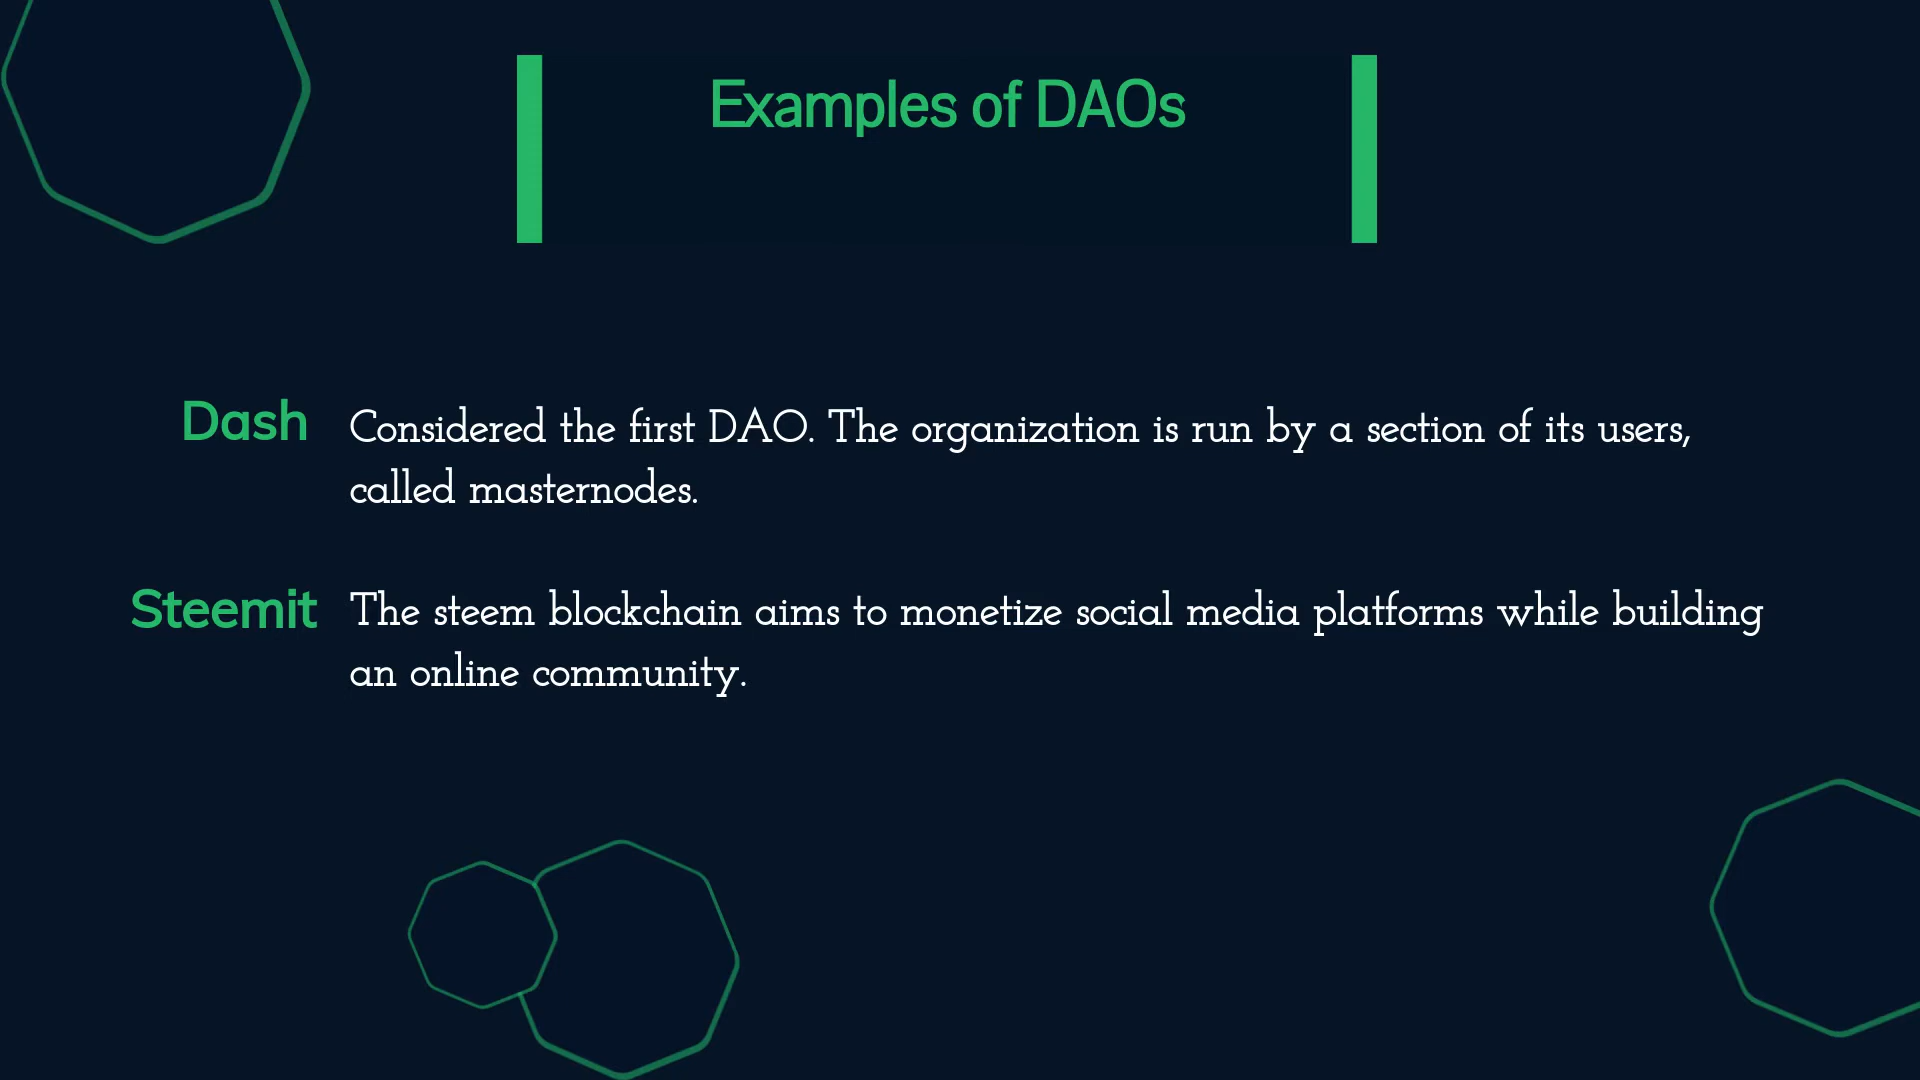 Examples of DAOs
Dash
Considered the first DAO. The organization is run by a section of its users,
called masternodes.
Steemit
The steem blockchain aims to monetize social media platforms while building
an online community.